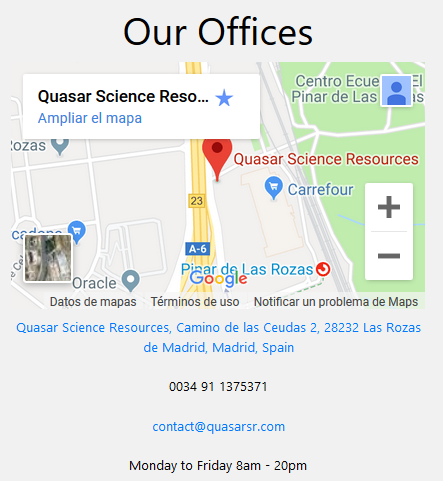 Our Offices
Quasar Science Reso...
Ampliar el mapa
Centro Ecue
El
Pinar de Las
s
Rozas
Quasar Science Resources
Carrefour
23
cadona
A-6
Pinar de Las Rozas
Google
Oracle
Datos de mapas
Términos de uso
Notificar un problema de Maps
Quasar Science Resources, Camino de las Ceudas 2, 28232 Las Rozas
de Madrid, Madrid, Spain
0034 91 1375371
contact@quasarsr.com
Monday to Friday 8am - 20pm